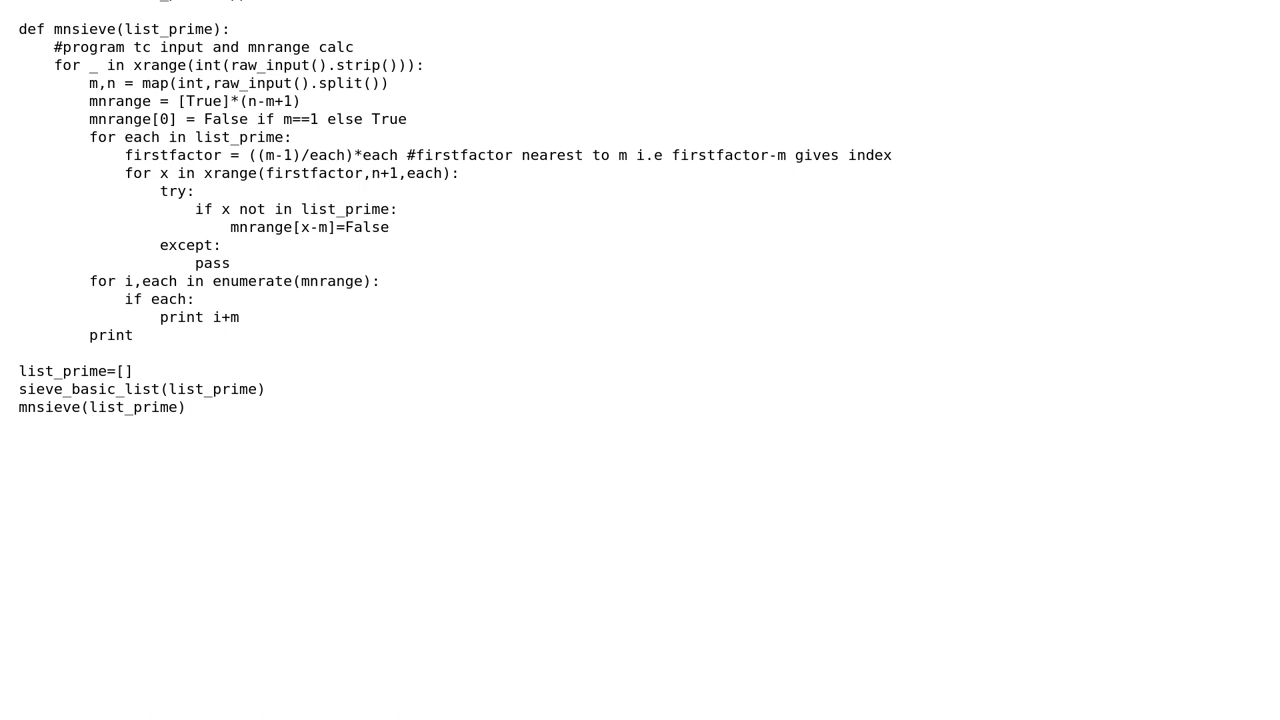 def mnsieve(list_prime):
    #program tc input and mnrange calc
    for _ in xrange(int(raw_input().strip())):
        m,n = map(int,raw_input().split())
        mnrange = [True]*(n-m+1)
        mnrange[0] = False if m==1 else True
        for each in list_prime:
            firstfactor = ((m-1)/each)*each #firstfactor nearest to m i.e firstfactor-m gives index
            for x in xrange(firstfactor,n+1,each):
                try:
                    if x not in list_prime:
                        mnrange[x-m]=False
                except:
                    pass
        for i,each in enumerate(mnrange):
            if each:
                print i+m
        print

list_prime=[]
sieve_basic_list(list_prime)
mnsieve(list_prime)